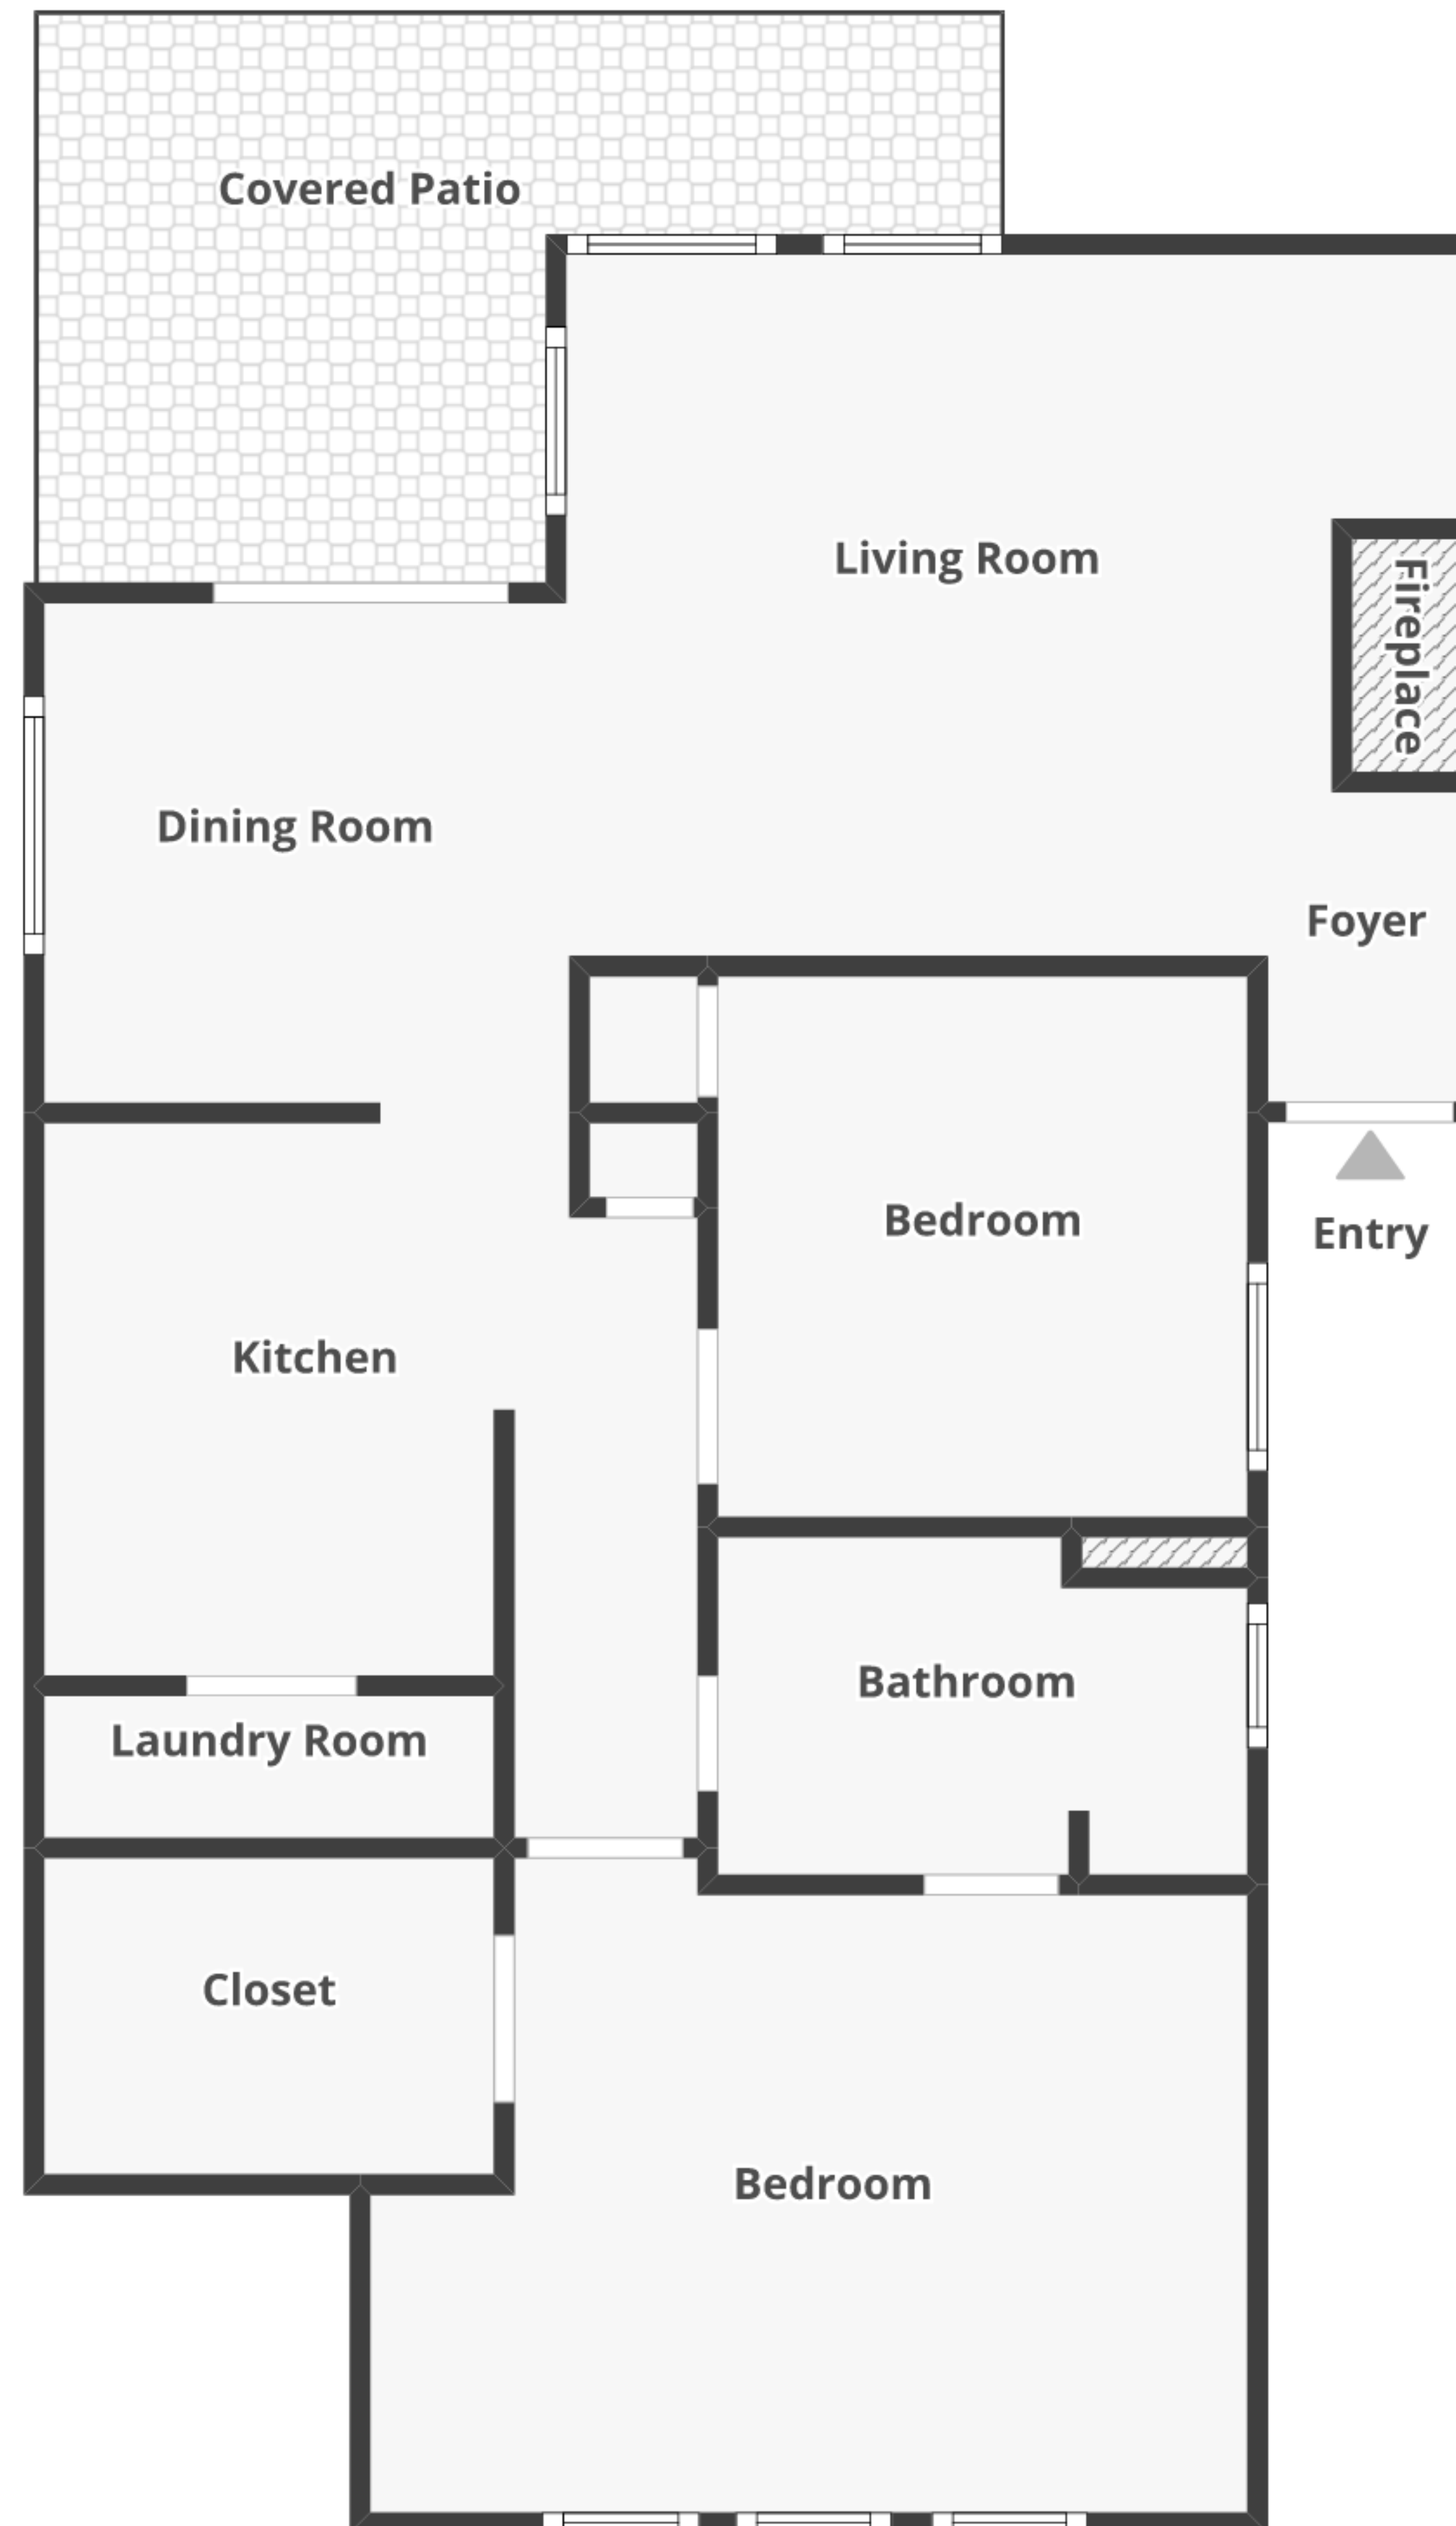 Covered Patio
Living Room
Fireplace
Dining Room
Foyer
Bedroom
Entry
Kitchen
Bathroom
Laundry Room
Closet
Bedroom